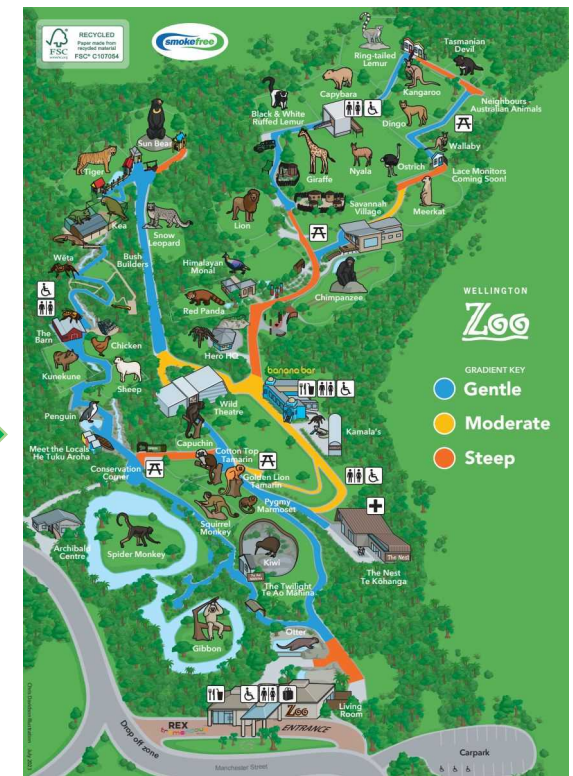 RECYCLED
Paper made from
recycled material
FSC® C107054
FSC
smokefree
Ring-tailed
Lemur
Tasmanian
Devil
Capybara
Kangaroo
Black & White
Ruffed Lemur
Dingo
Neighbours -
Australian Animals
Sun Bear
Wallaby
Tiger
Giraffe
Nyala
Ostrich
Lace Monitors
Coming Soon!
Kea
Snow
Leopard
Lion
Savannah
Village
Meerkat
Wēta
Bush
Builders
Himalayan
Monal
Chimpanzee
Red Panda
WELLINGTON
Zoo
The
Barn
Chicken
Hero HQ
GRADIENT KEY
Kunekune
Sheep
banana bar
Gentle
Penguin
Wild
Theatre
Moderate
Kamala's
Meet the Locals
He Tuku Aroha
Capuchin
Steep
Cotton Top
Tamarin
Conservation
Corner
Golden Lion
Tamarin
Pygmy
Marmoset
Squirrel
Monkey
Archibald
Centre
Spider Monkey
Kiwi
The Nest
The Nest
Te Kōhanga
The Twilight
Te Ao Māhina
Gibbon
Otter
Living
Room
Zoo
REX
ENTRANCE
Drop off zone
Manchester Street
Carpark